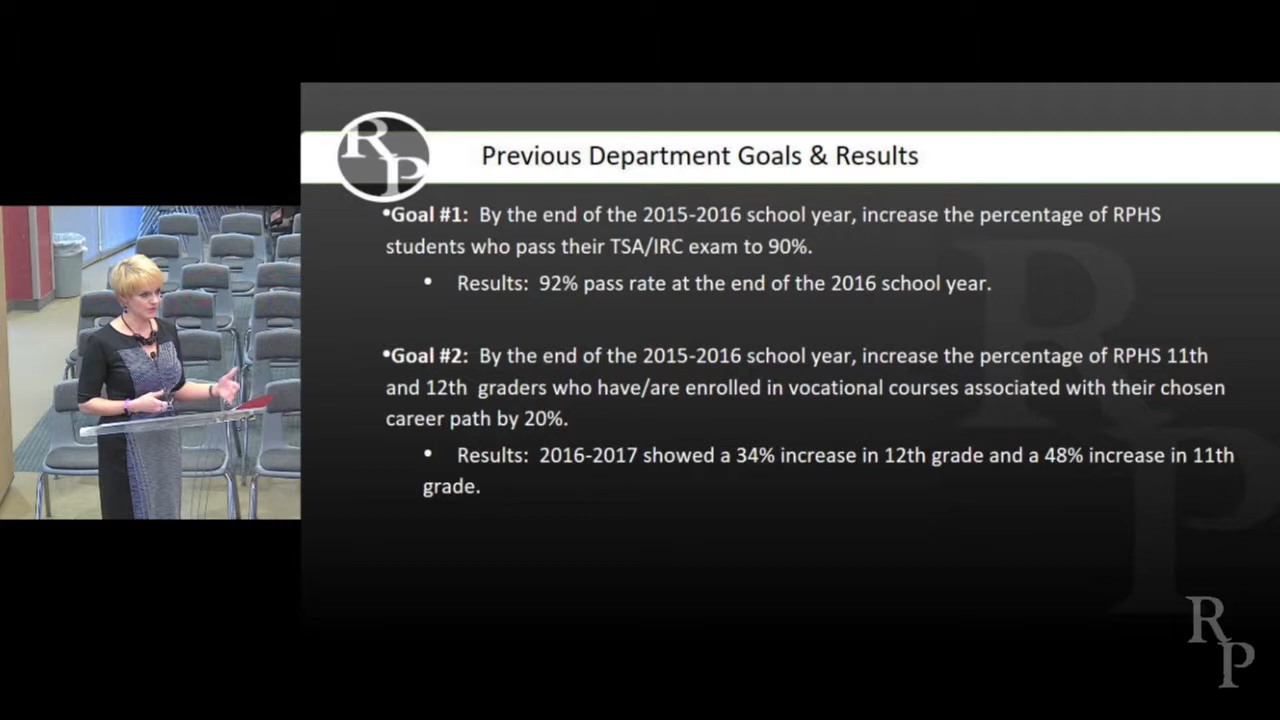 RP
Previous Department Goals & Results
•Goal #1: By the end of the 2015-2016 school year, increase the percentage of RPHS
students who pass their TSA/IRC exam to 90%.
• Results: 92% pass rate at the end of the 2016 school year.
•Goal #2: By the end of the 2015-2016 school year, increase the percentage of RPHS 11th
and 12th graders who have/are enrolled in vocational courses associated with their chosen
career path by 20%.
• Results: 2016-2017 showed a 34% increase in 12th grade and a 48% increase in 11th
grade.
RP
RP